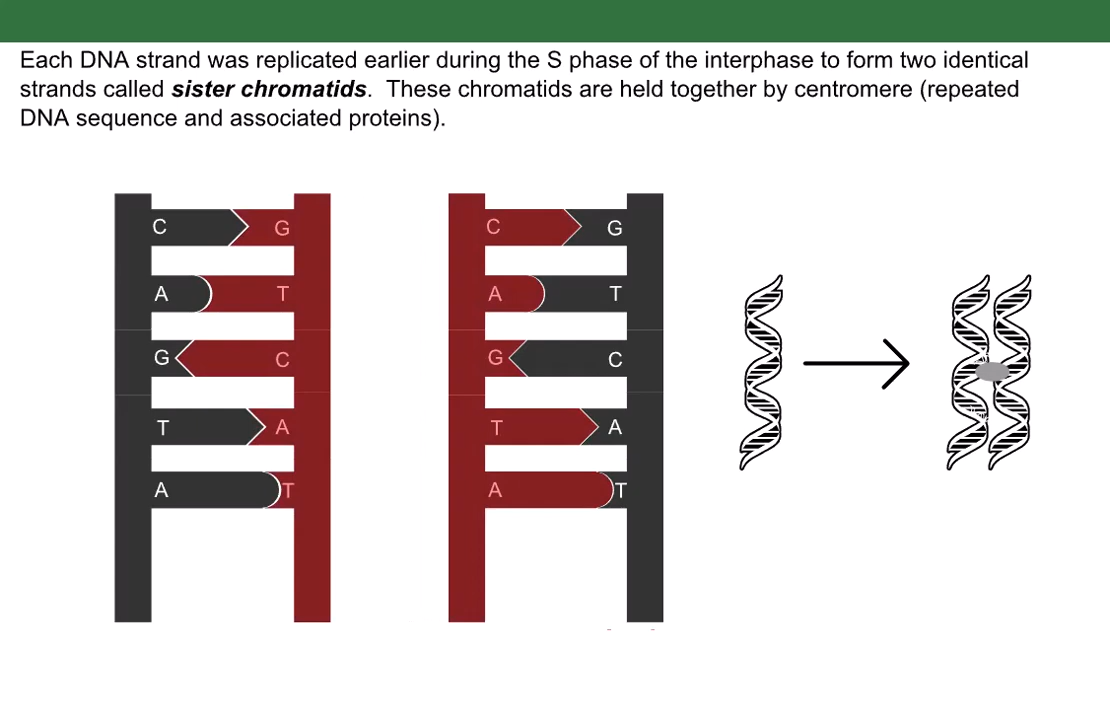 Each DNA strand was replicated earlier during the S phase of the interphase to form two identical
strands called sister chromatids.  These chromatids are held together by centromere (repeated
DNA sequence and associated proteins).
C G C G
A T A T
G C G C
T A T A
A T A T